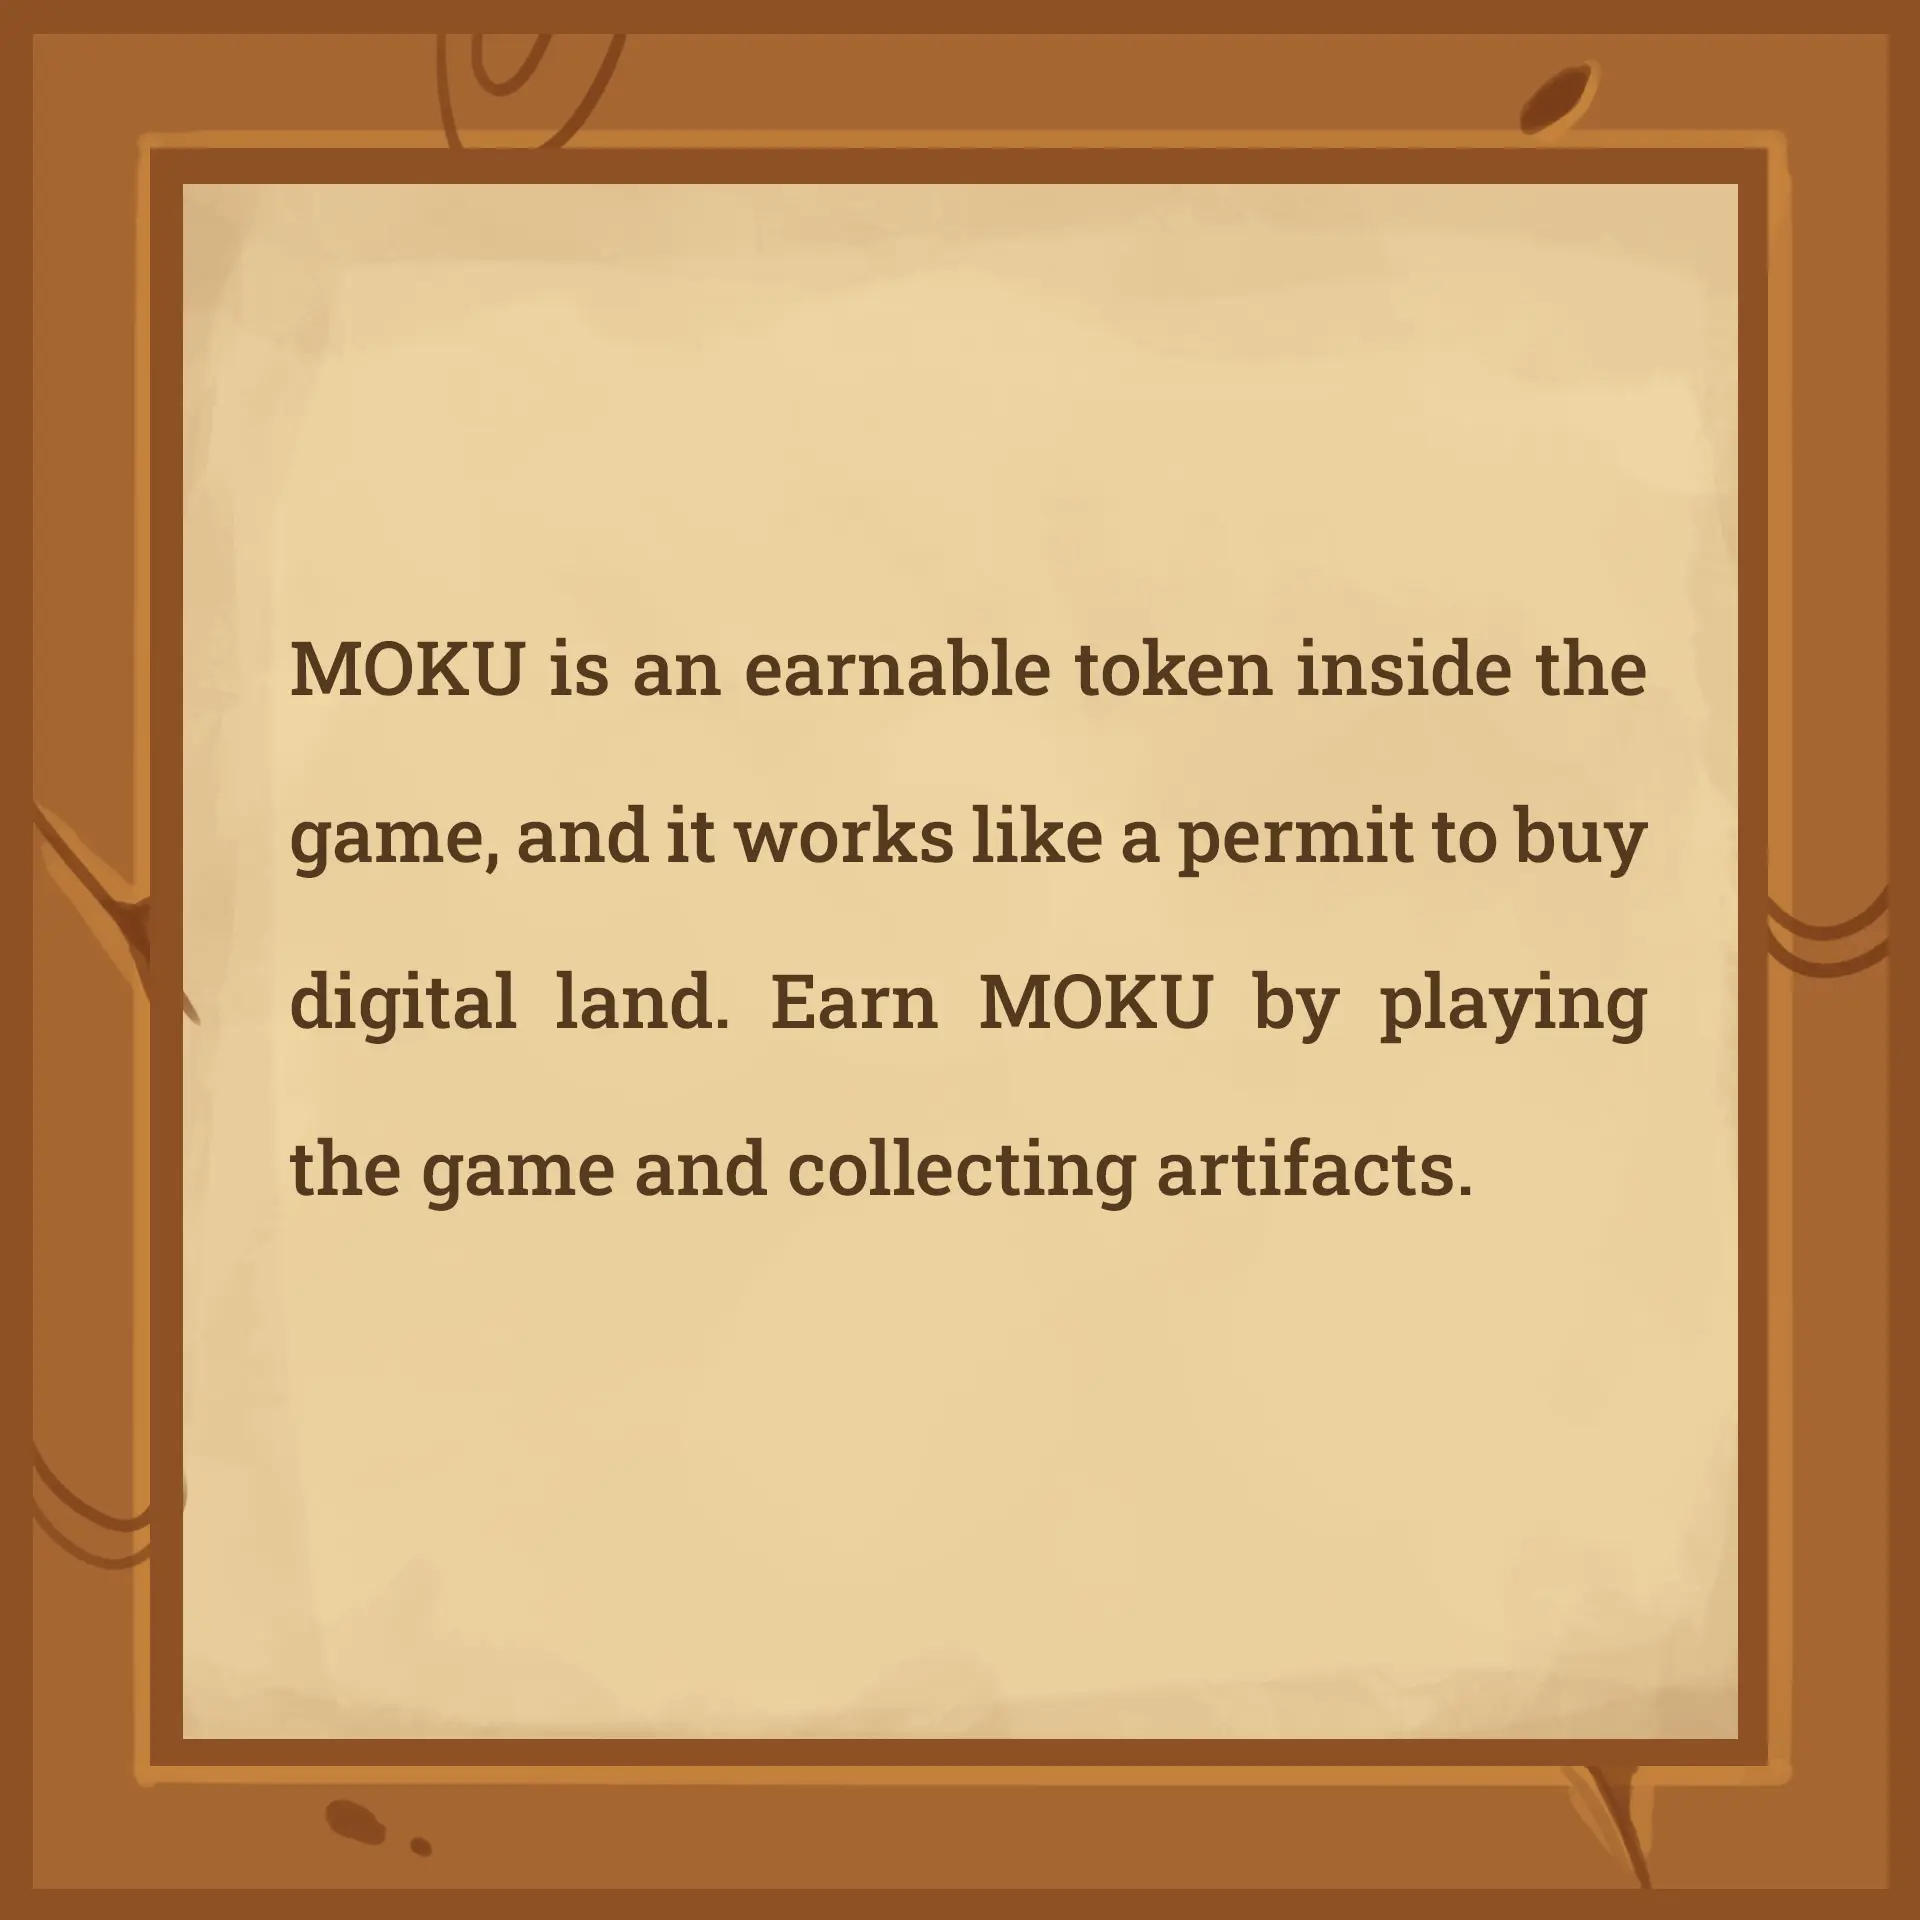 MOKU is an earnable token inside the
game, and it works like a permit to buy
digital land. Earn MOKU by playing
the game and collecting artifacts.